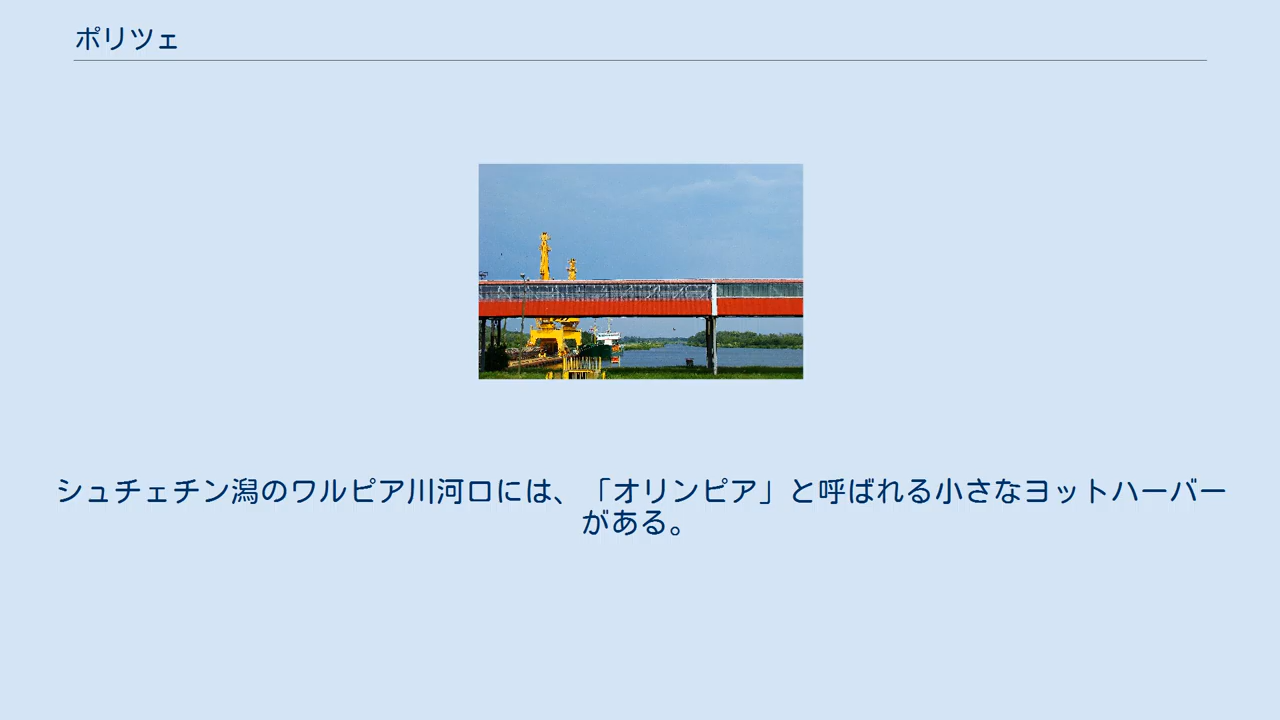 ポリツェ
シュチェチン潟のワルピア川河口には、「オリンピア」と呼ばれる小さなヨットハーバー
がある。